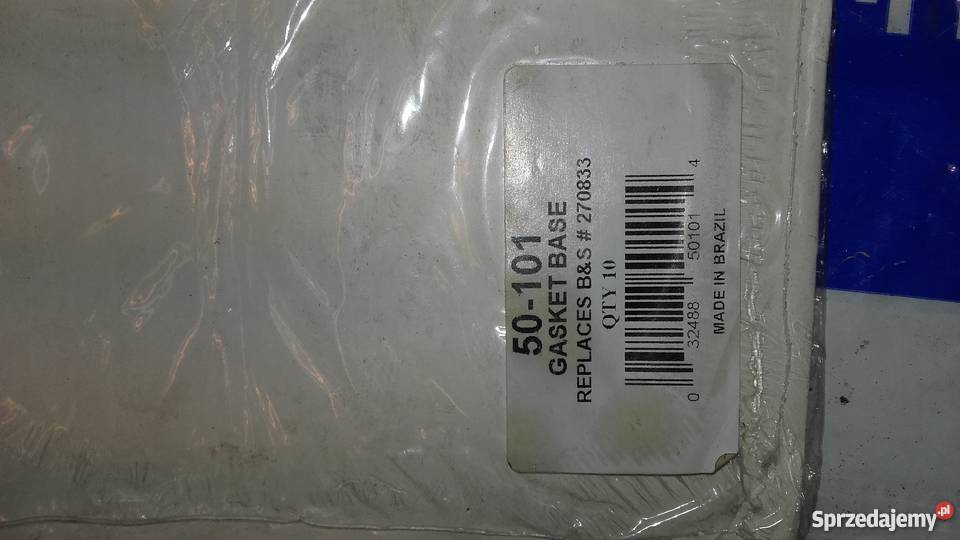 50-101
GASKET BASE
REPLACES B&S # 270833
QTY 10
0 32488 50101 4
MADE IN BRAZIL
Sprzedajemy.pl